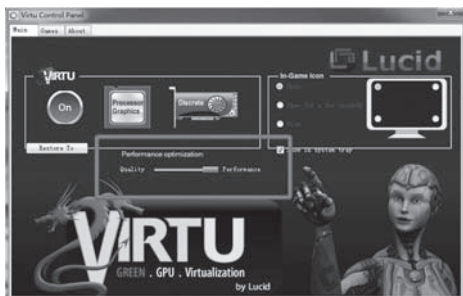 Virtu Control Panel
Main Games About
Lucid
VIRTU
In-Game Icon
On
Processor Graphics
Discrete
Restore To
Show in system tray
Performance optimization:
Quality Performance
VIRTU
GREEN . GPU . Virtualization
by Lucid